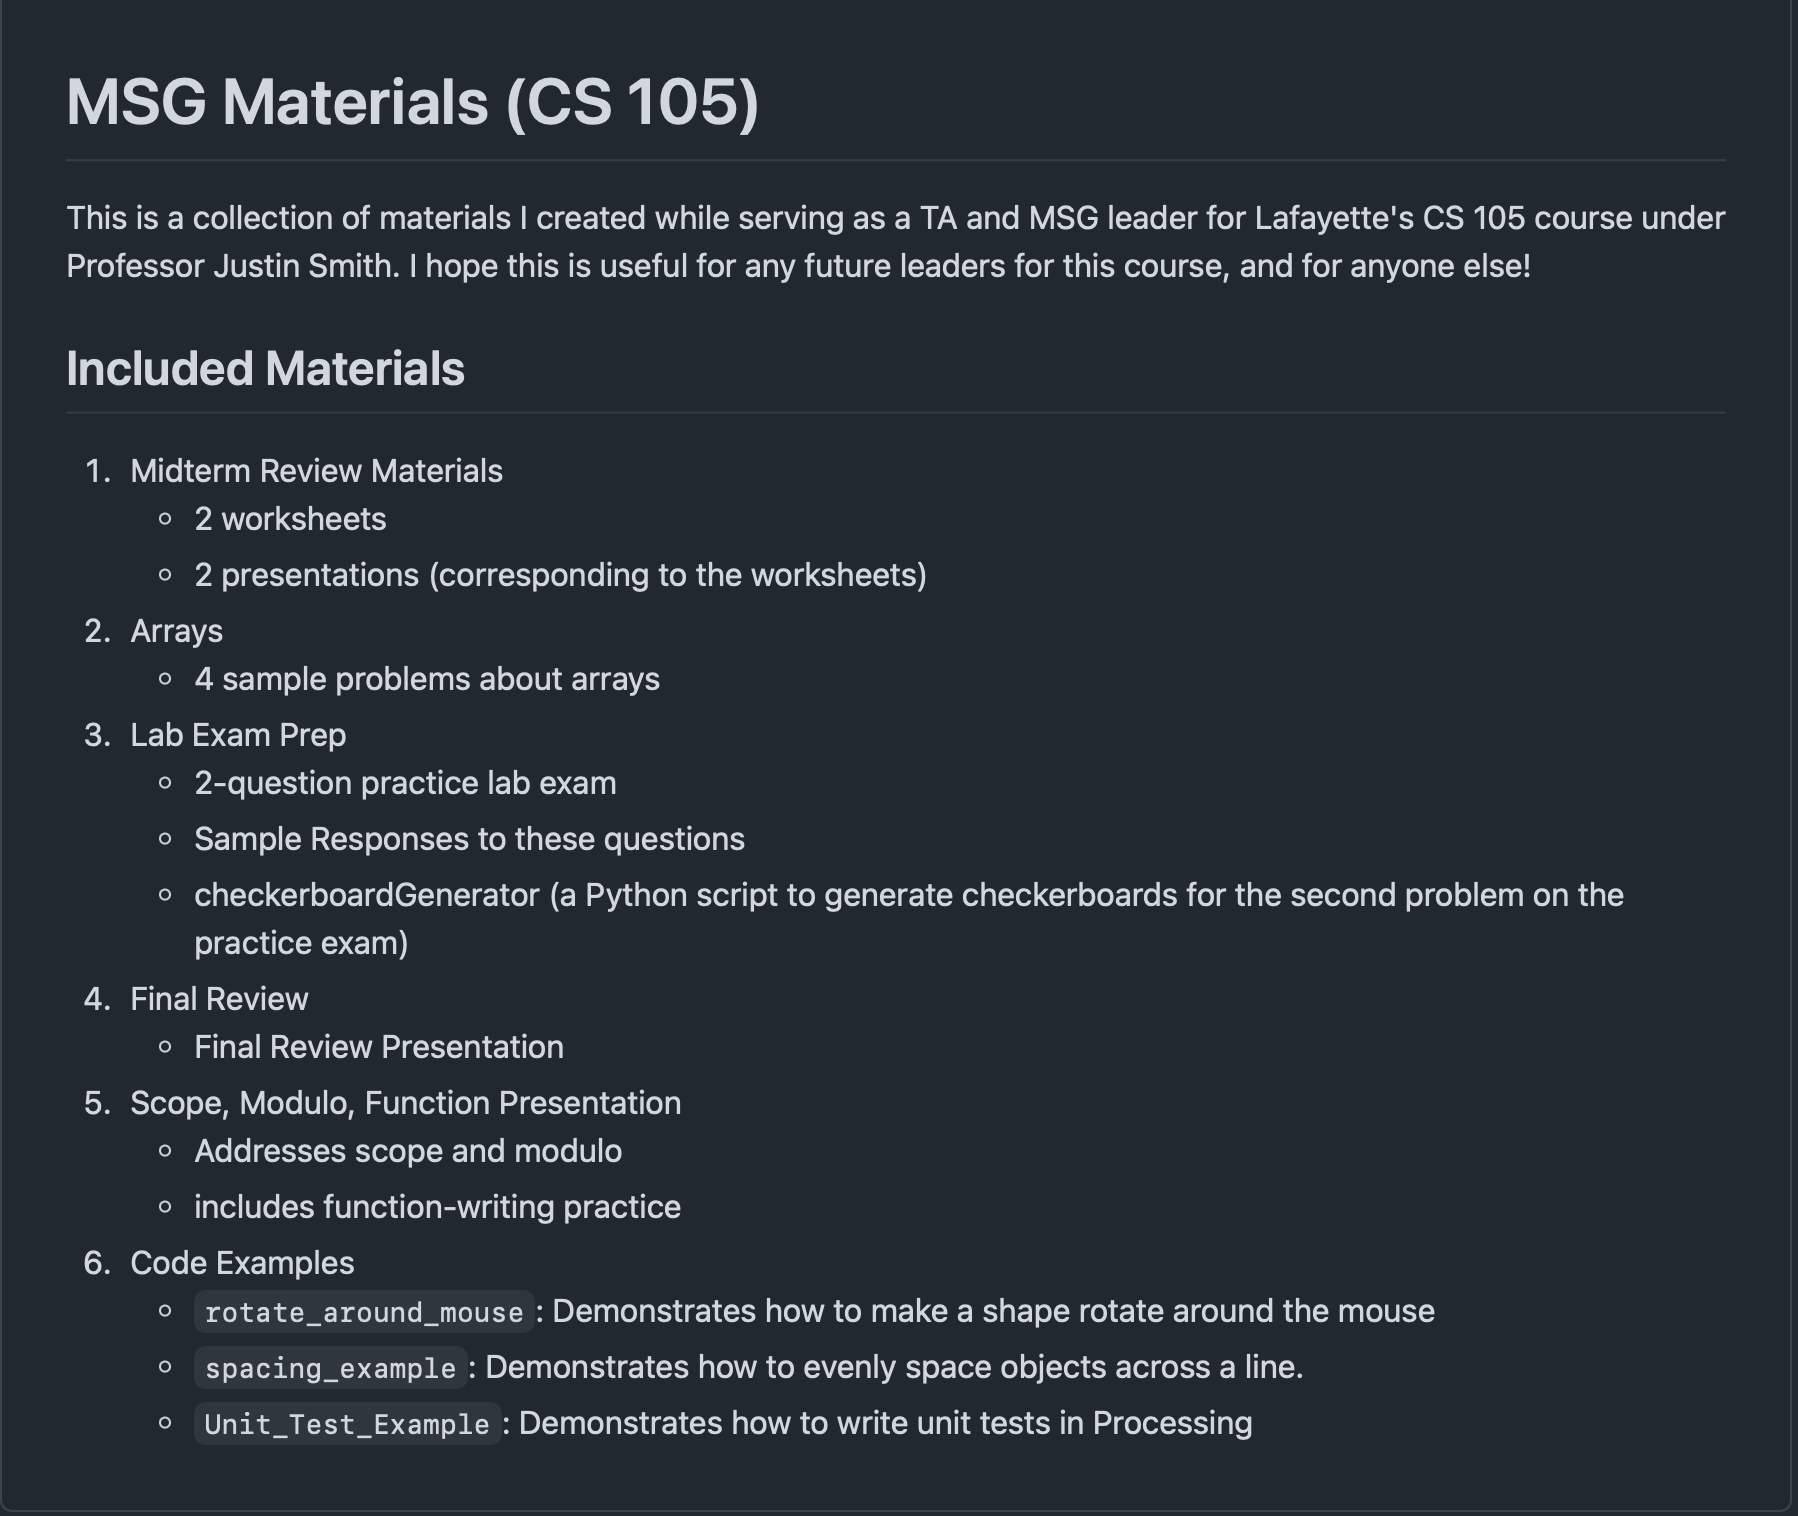 MSG Materials (CS 105)
This is a collection of materials I created while serving as a TA and MSG leader for Lafayette's CS 105 course under
Professor Justin Smith. I hope this is useful for any future leaders for this course, and for anyone else!
Included Materials
1. Midterm Review Materials
◦ 2 worksheets
◦ 2 presentations (corresponding to the worksheets)
2. Arrays
◦ 4 sample problems about arrays
3. Lab Exam Prep
◦ 2-question practice lab exam
◦ Sample Responses to these questions
◦ checkerboardGenerator (a Python script to generate checkerboards for the second problem on the
practice exam)
4. Final Review
◦ Final Review Presentation
5. Scope, Modulo, Function Presentation
◦ Addresses scope and modulo
◦ includes function-writing practice
6. Code Examples
◦ rotate_around_mouse: Demonstrates how to make a shape rotate around the mouse
◦ spacing_example: Demonstrates how to evenly space objects across a line.
◦ Unit_Test_Example: Demonstrates how to write unit tests in Processing